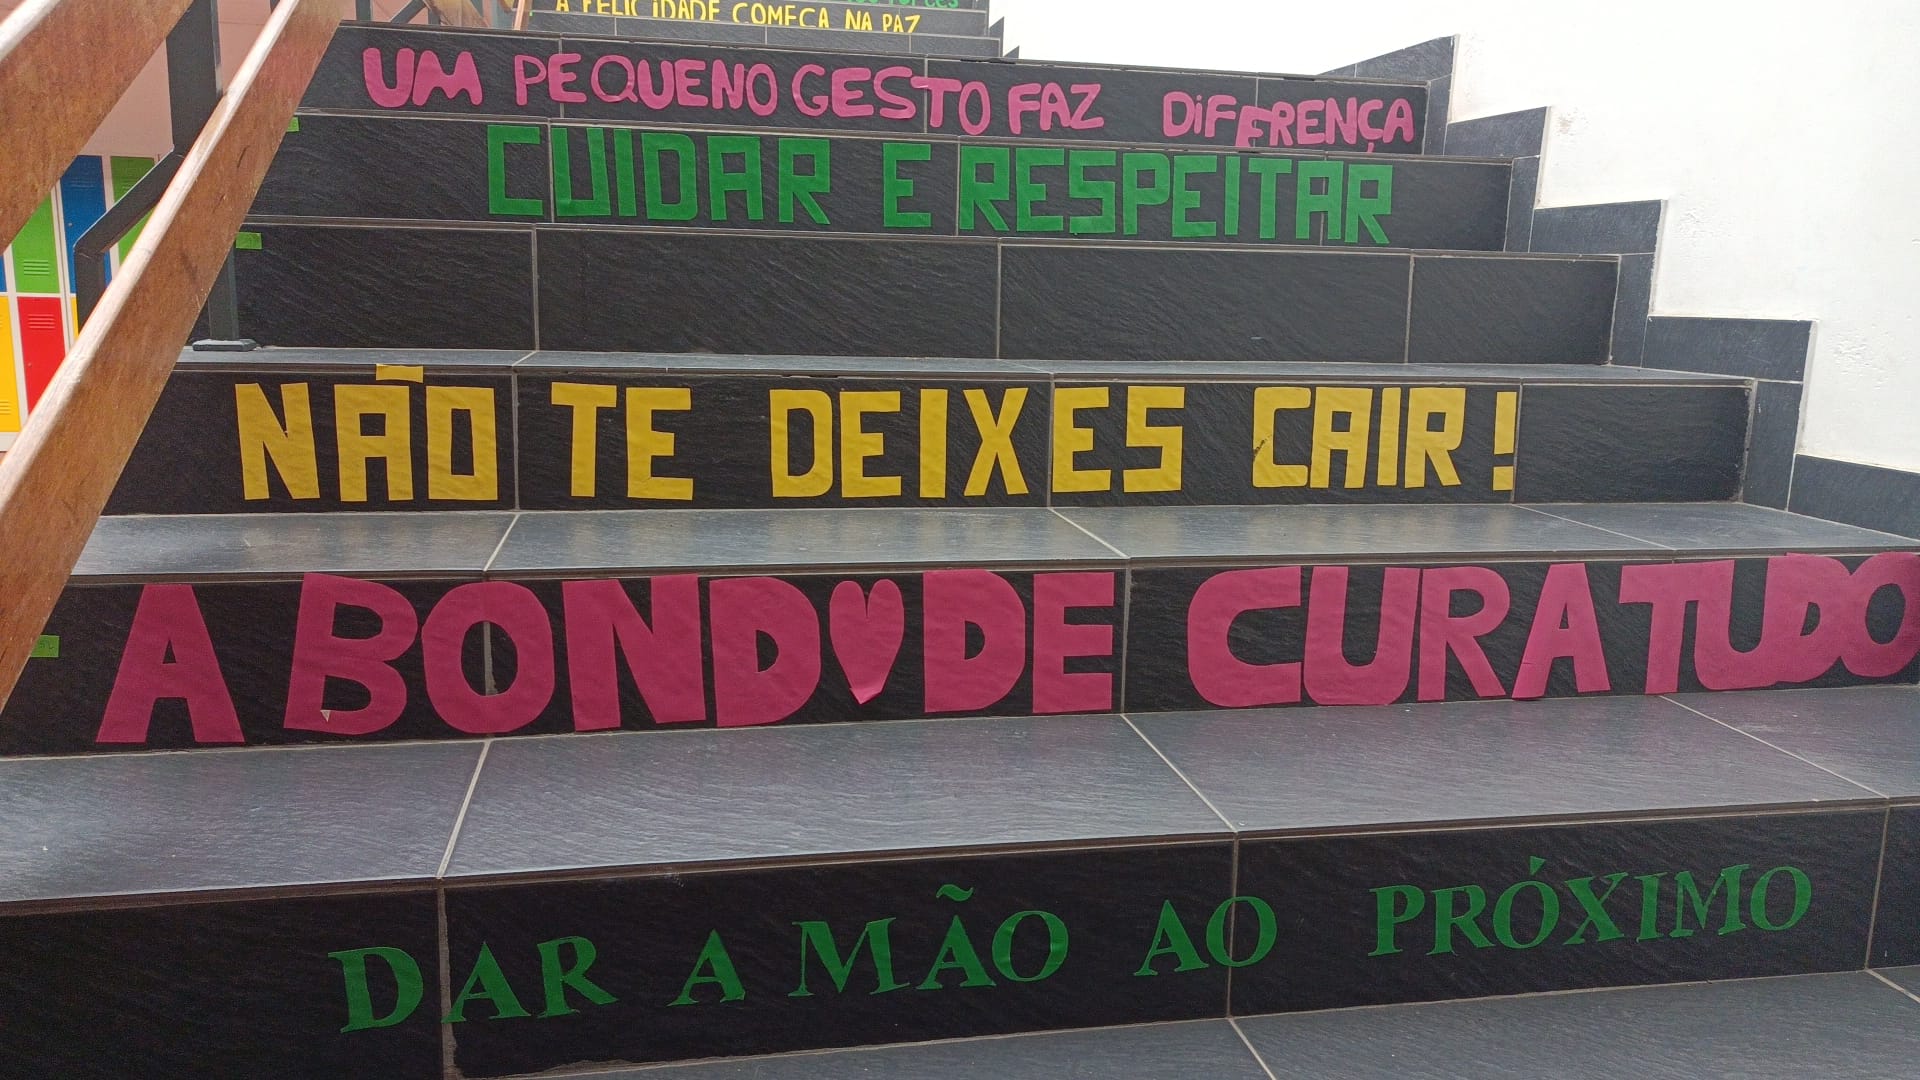 A FELICIDADE COMEÇA NA PAZ
UM PEQUENO GESTO FAZ DIFERENÇA
CUIDAR E RESPEITAR
NÃO TE DEIXES CAIR!
A BOND♥DE CURA TUDO
DAR A MÃO AO PRÓXIMO